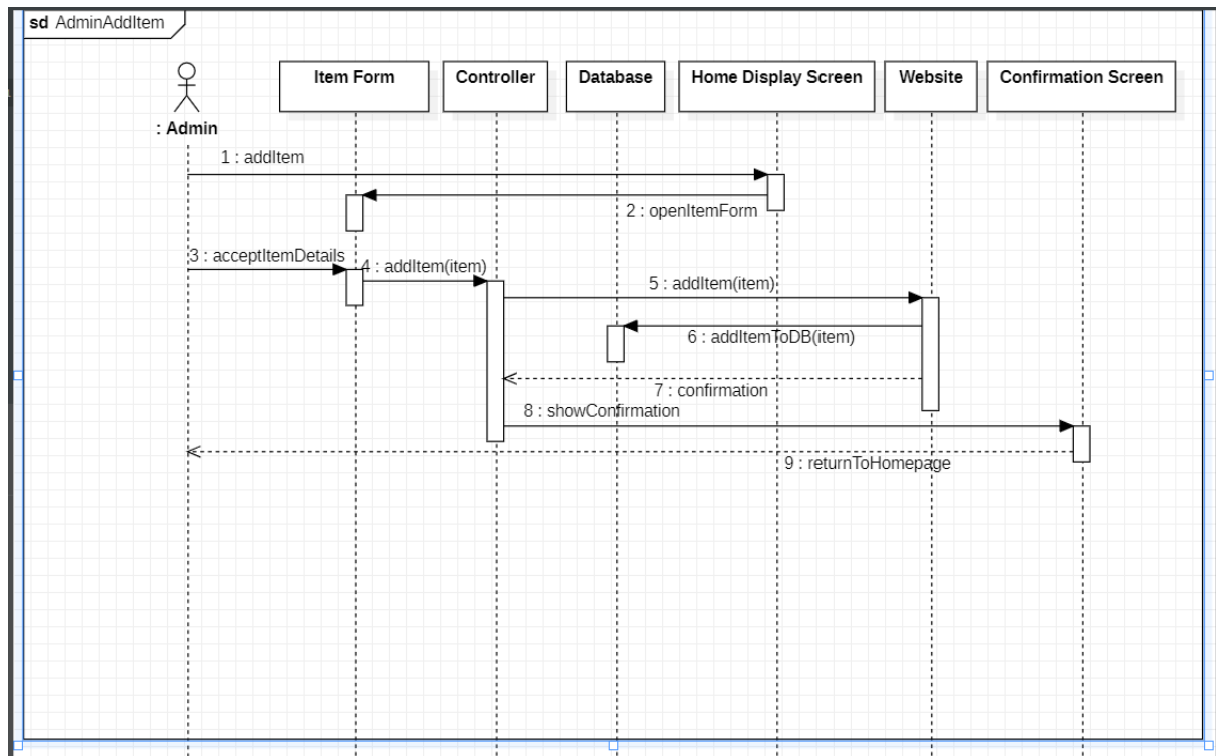 sd AdminAddItem
Item Form
Controller
Database
Home Display Screen
Website
Confirmation Screen
: Admin
1 : addItem
2 : openItemForm
3 : acceptItemDetails
4 : addItem(item)
5 : addItem(item)
6 : addItemToDB(item)
7 : confirmation
8 : showConfirmation
9 : returnToHomepage